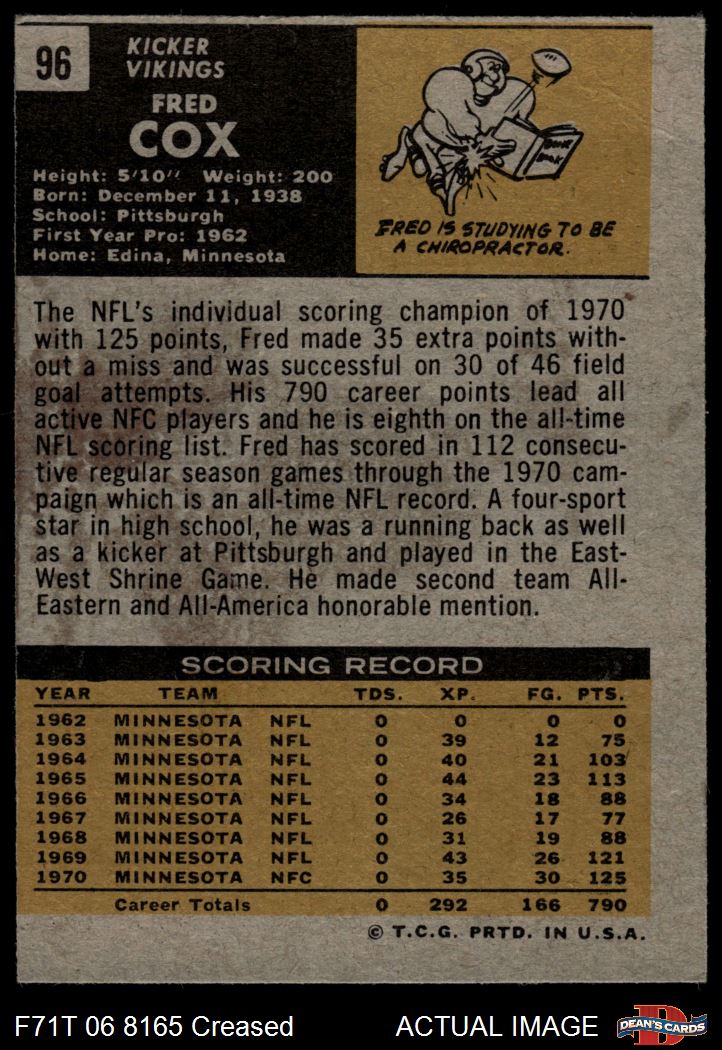 96
KICKER
VIKINGS
FRED
COX
Height: 5'10" Weight: 200
Born: December 11, 1938
School: Pittsburgh
First Year Pro: 1962
Home: Edina, Minnesota
FRED IS STUDYING TO BE
A CHIROPRACTOR.
The NFL's individual scoring champion of 1970
with 125 points, Fred made 35 extra points with-
out a miss and was successful on 30 of 46 field
goal attempts. His 790 career points lead all
active NFC players and he is eighth on the all-time
NFL scoring list. Fred has scored in 112 consecu-
tive regular season games through the 1970 cam-
paign which is an all-time NFL record. A four-sport
star in high school, he was a running back as well
as a kicker at Pittsburgh and played in the East-
West Shrine Game. He made second team All-
Eastern and All-America honorable mention.
SCORING RECORD
YEAR TEAM TDS. XP. FG. PTS.
1962 MINNESOTA NFL 0 0 0 0
1963 MINNESOTA NFL 0 39 12 75
1964 MINNESOTA NFL 0 40 21 103
1965 MINNESOTA NFL 0 44 23 113
1966 MINNESOTA NFL 0 34 18 88
1967 MINNESOTA NFL 0 26 17 77
1968 MINNESOTA NFL 0 31 19 88
1969 MINNESOTA NFL 0 43 26 121
1970 MINNESOTA NFC 0 35 30 125
Career Totals 0 292 166 790
© T.C.G. PRTD. IN U.S.A.
F71T 06 8165 Creased ACTUAL IMAGE
DEAN'S CARDS